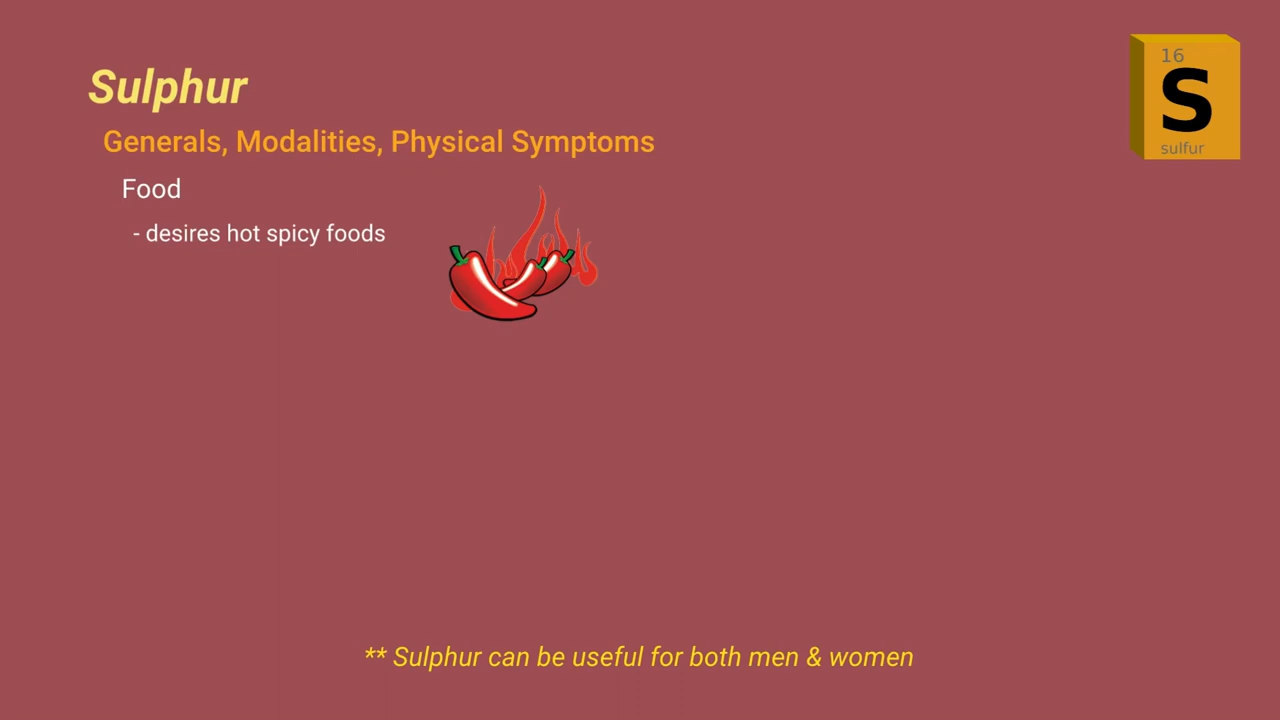 Sulphur
Generals, Modalities, Physical Symptoms
Food
- desires hot spicy foods
16
S
sulfur
** Sulphur can be useful for both men & women